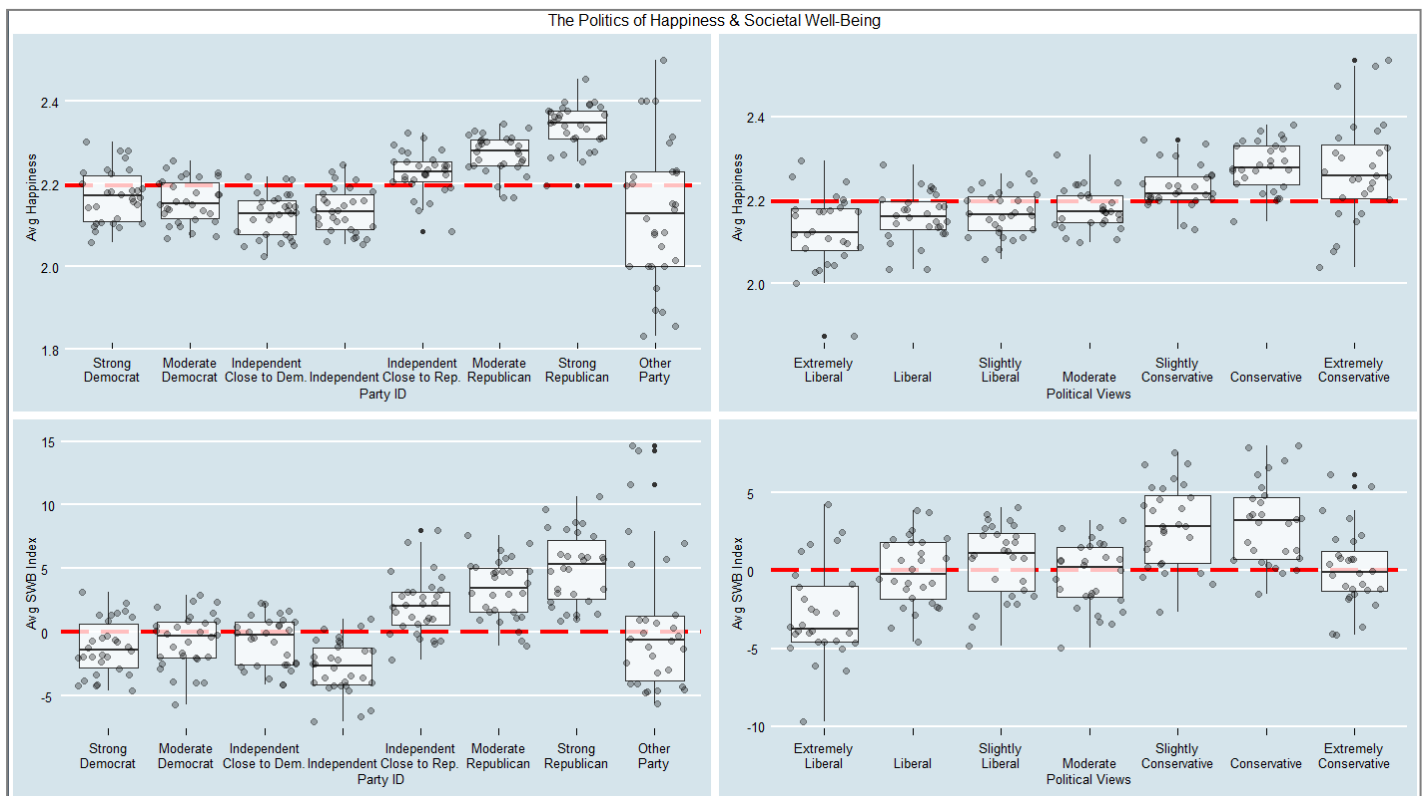 The Politics of Happiness & Societal Well-Being
Avg Happiness
2.4
2.2
2.0
1.8
Strong Democrat
Moderate Democrat
Independent Close to Dem.
Independent
Independent Close to Rep.
Moderate Republican
Strong Republican
Other Party
Party ID
Avg Happiness
2.4
2.2
2.0
Extremely Liberal
Liberal
Slightly Liberal
Moderate
Slightly Conservative
Conservative
Extremely Conservative
Political Views
Avg SWB Index
15
10
5
0
-5
Strong Democrat
Moderate Democrat
Independent Close to Dem.
Independent
Independent Close to Rep.
Moderate Republican
Strong Republican
Other Party
Party ID
Avg SWB Index
5
0
-5
-10
Extremely Liberal
Liberal
Slightly Liberal
Moderate
Slightly Conservative
Conservative
Extremely Conservative
Political Views